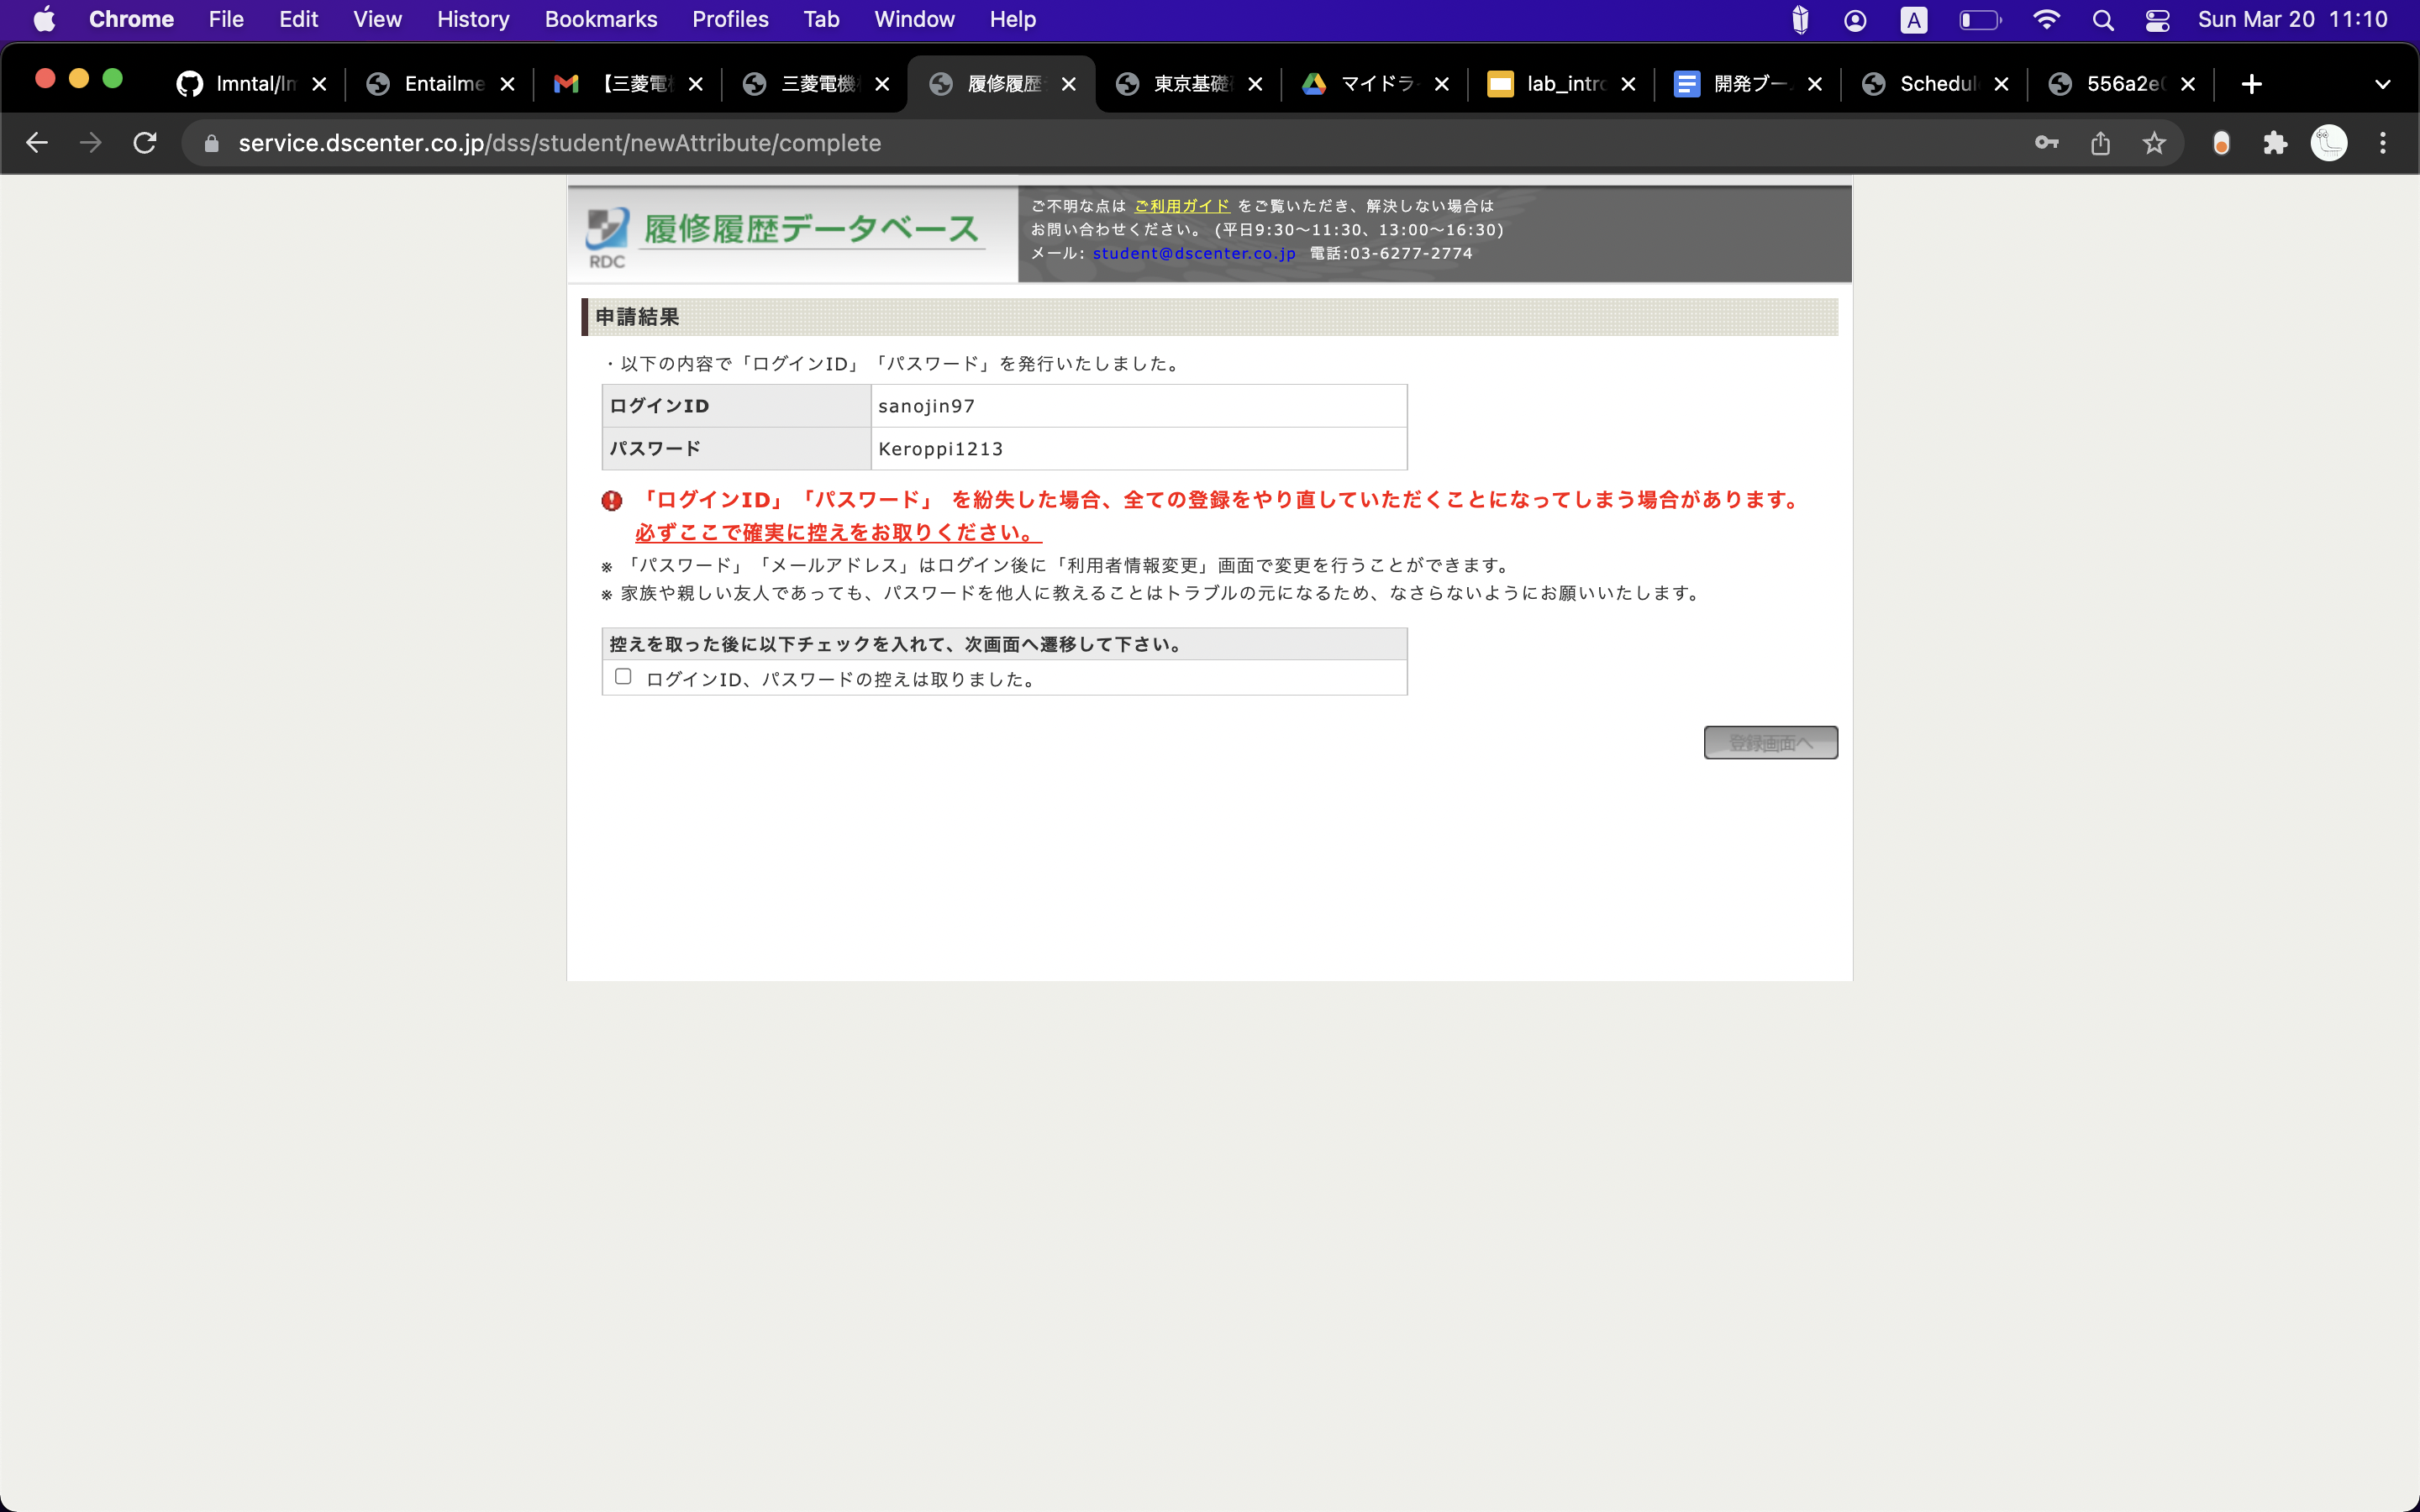 Chrome File Edit View History Bookmarks Profiles Tab Window Help A Sun Mar 20 11:10
lmntal/lm Entailme 【三菱電機 三菱電機 履修履歴 東京基礎 マイドライ lab_intro 開発ブー Schedul 556a2e
service.dscenter.co.jp/dss/student/newAttribute/complete
RDC 履修履歴データベース
ご不明な点は ご利用ガイド をご覧いただき、解決しない場合は
お問い合わせください。 (平日9:30～11:30、13:00～16:30)
メール: student@dscenter.co.jp 電話:03-6277-2774
申請結果
・以下の内容で「ログインID」「パスワード」を発行いたしました。
ログインID sanojin97
パスワード Keroppi1213
「ログインID」「パスワード」 を紛失した場合、全ての登録をやり直していただくことになってしまう場合があります。
必ずここで確実に控えをお取りください。
※ 「パスワード」「メールアドレス」はログイン後に「利用者情報変更」画面で変更を行うことができます。
※ 家族や親しい友人であっても、パスワードを他人に教えることはトラブルの元になるため、なさらないようにお願いいたします。
控えを取った後に以下チェックを入れて、次画面へ遷移して下さい。
ログインID、パスワードの控えは取りました。
登録画面へ